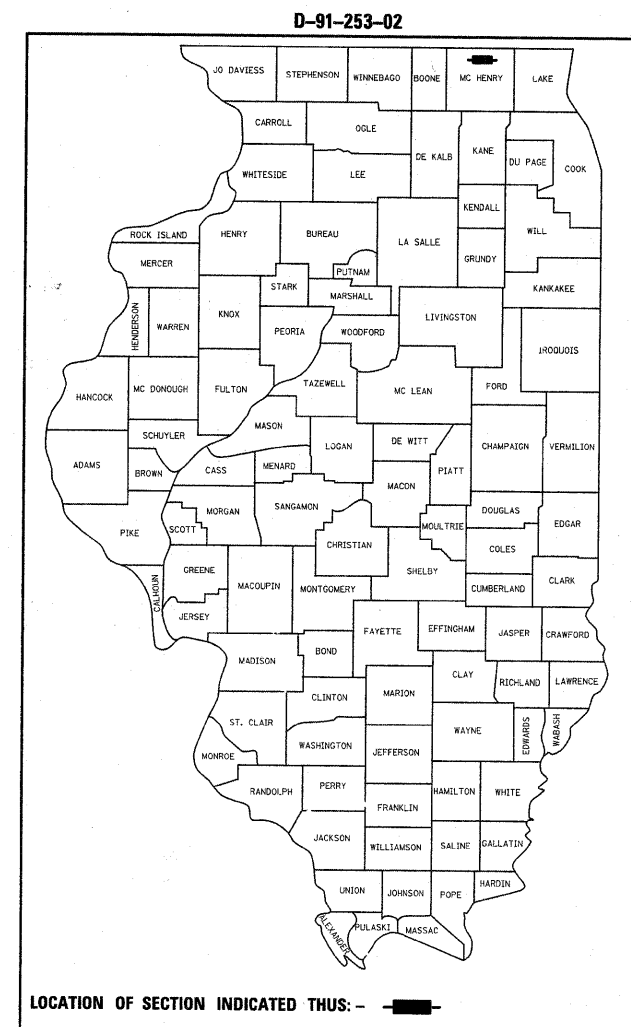 D-91-253-02
JO DAVIESS
STEPHENSON
WINNEBAGO
BOONE
MC HENRY
LAKE
CARROLL
OGLE
DE KALB
KANE
DU PAGE
COOK
WHITESIDE
LEE
KENDALL
WILL
ROCK ISLAND
HENRY
BUREAU
LA SALLE
GRUNDY
MERCER
PUTNAM
STARK
MARSHALL
KANKAKEE
HENDERSON
WARREN
KNOX
PEORIA
WOODFORD
LIVINGSTON
IROQUOIS
HANCOCK
MC DONOUGH
FULTON
TAZEWELL
MC LEAN
FORD
MASON
SCHUYLER
LOGAN
DE WITT
CHAMPAIGN
VERMILION
ADAMS
BROWN
CASS
MENARD
MACON
PIATT
PIKE
SCOTT
MORGAN
SANGAMON
CHRISTIAN
MOULTRIE
DOUGLAS
EDGAR
COLES
GREENE
CALHOUN
MACOUPIN
MONTGOMERY
SHELBY
CUMBERLAND
CLARK
JERSEY
MADISON
BOND
FAYETTE
EFFINGHAM
JASPER
CRAWFORD
CLINTON
MARION
CLAY
RICHLAND
LAWRENCE
ST. CLAIR
WASHINGTON
JEFFERSON
WAYNE
EDWARDS
WABASH
MONROE
RANDOLPH
PERRY
FRANKLIN
HAMILTON
WHITE
JACKSON
WILLIAMSON
SALINE
GALLATIN
UNION
JOHNSON
POPE
HARDIN
ALEXANDER
PULASKI
MASSAC
LOCATION OF SECTION INDICATED THUS: -